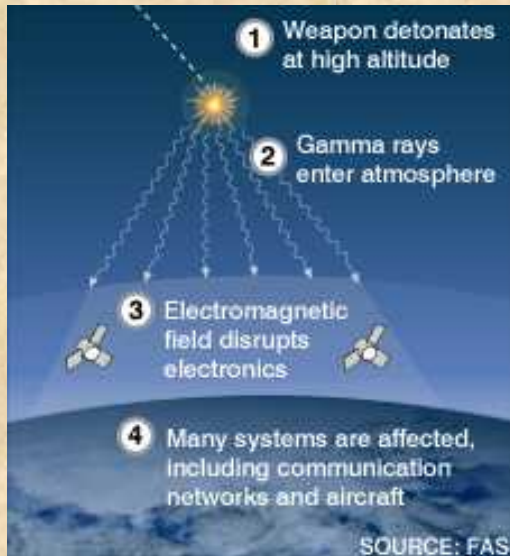 1 Weapon detonates
at high altitude
2 Gamma rays
enter atmosphere
3 Electromagnetic
field disrupts
electronics
4 Many systems are affected,
including communication
networks and aircraft
SOURCE: FAS